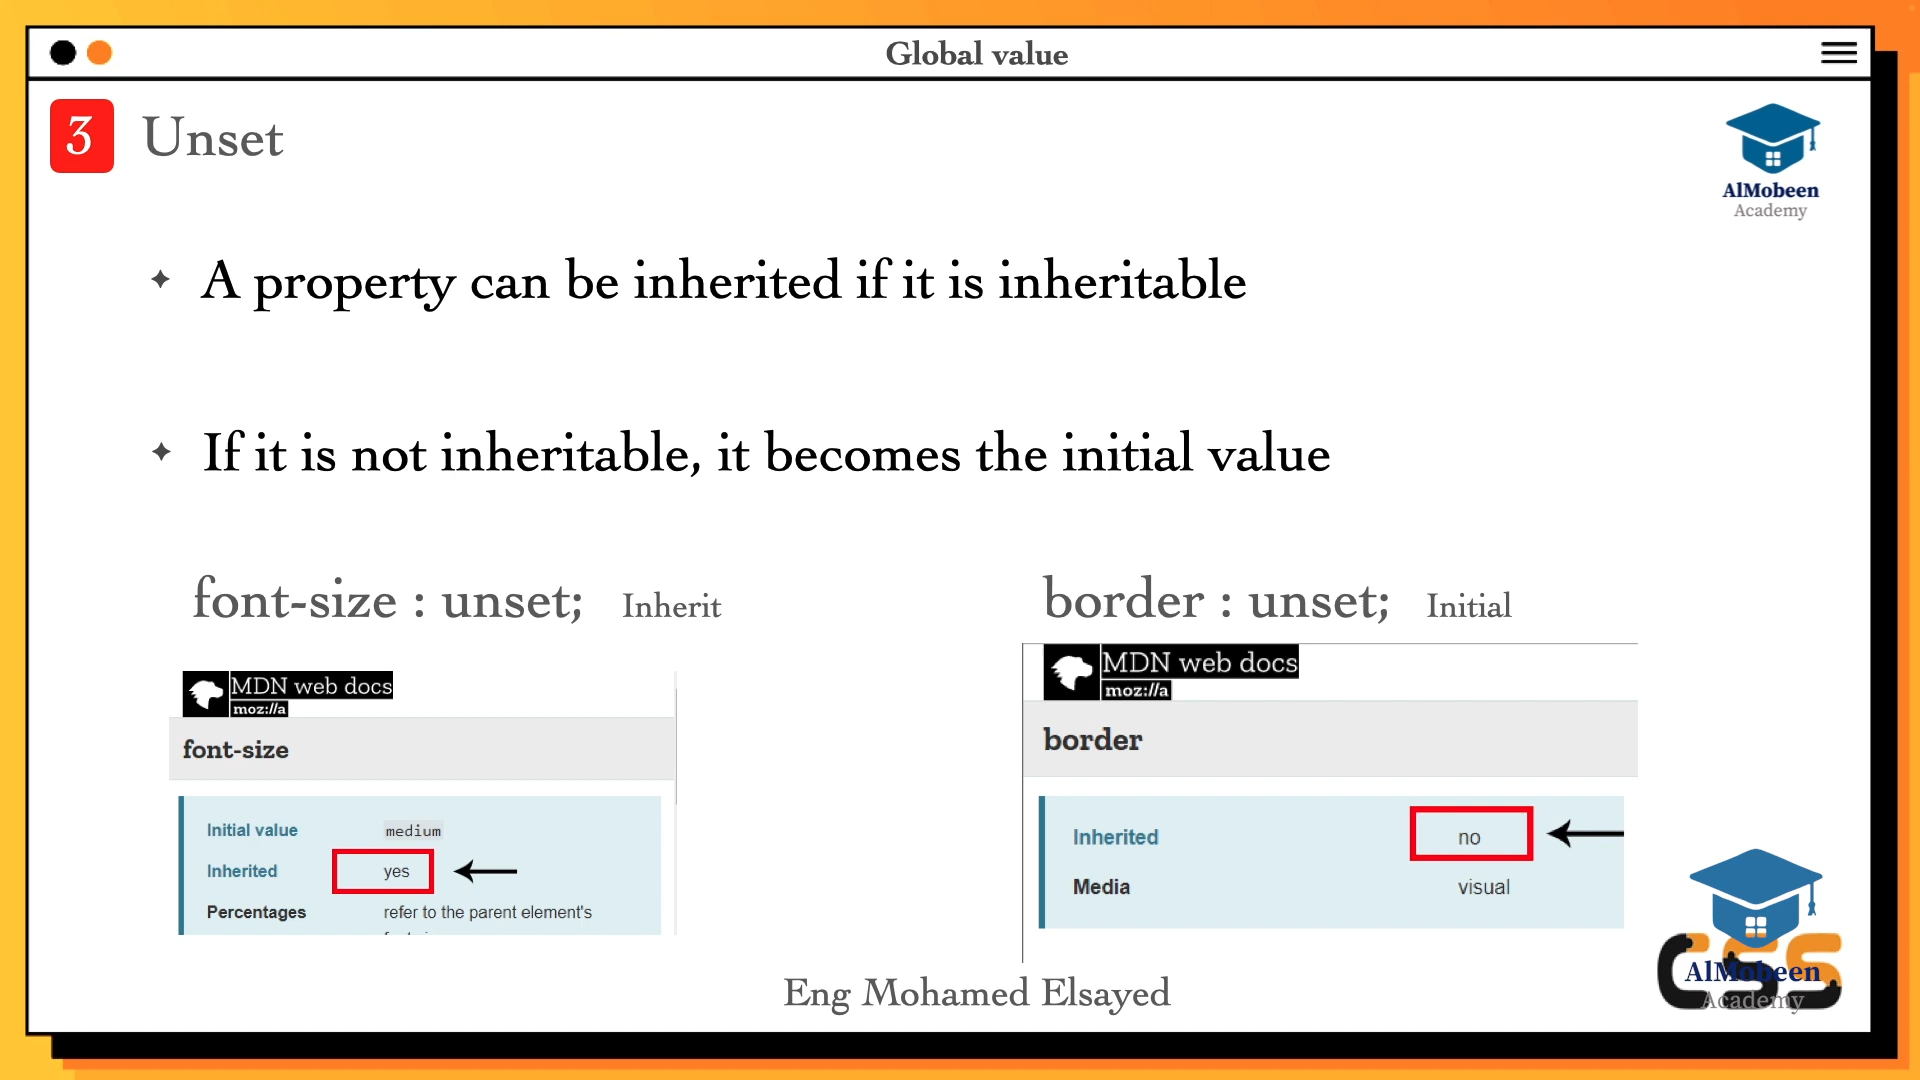 Global value
3 Unset
AlMobeen
Academy
A property can be inherited if it is inheritable
If it is not inheritable, it becomes the initial value
font-size : unset; Inherit
MDN web docs
moz://a
font-size
Initial value medium
Inherited yes
Percentages refer to the parent element's
border : unset; Initial
MDN web docs
moz://a
border
Inherited no
Media visual
CSS
AlMobeen
Academy
Eng Mohamed Elsayed